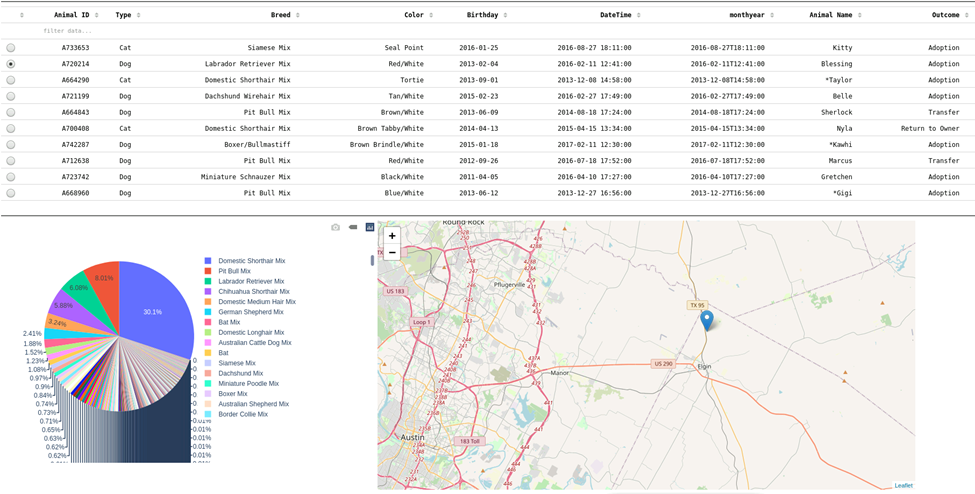 Animal ID Type Breed Color Birthday DateTime monthyear Animal Name Outcome
filter data...
A733653 Cat Siamese Mix Seal Point 2016-01-25 2016-08-27 18:11:00 2016-08-27T18:11:00 Kitty Adoption
A720214 Dog Labrador Retriever Mix Red/White 2013-02-04 2016-02-11 12:41:00 2016-02-11T12:41:00 Blessing Adoption
A664290 Cat Domestic Shorthair Mix Tortie 2013-09-01 2013-12-08 14:58:00 2013-12-08T14:58:00 *Taylor Adoption
A721199 Dog Dachshund Wirehair Mix Tan/White 2015-02-23 2016-02-27 17:49:00 2016-02-27T17:49:00 Belle Adoption
A664843 Dog Pit Bull Mix Brown/White 2013-06-09 2014-08-18 17:24:00 2014-08-18T17:24:00 Sherlock Transfer
A700408 Cat Domestic Shorthair Mix Brown Tabby/White 2014-04-13 2015-04-15 13:34:00 2015-04-15T13:34:00 Nyla Return to Owner
A742287 Dog Boxer/Bullmastiff Brown Brindle/White 2015-01-18 2017-02-11 12:30:00 2017-02-11T12:30:00 *Kawhi Adoption
A712638 Dog Pit Bull Mix Red/White 2012-09-26 2016-07-18 17:52:00 2016-07-18T17:52:00 Marcus Transfer
A723742 Dog Miniature Schnauzer Mix Black/White 2011-04-05 2016-04-10 17:27:00 2016-04-10T17:27:00 Gretchen Adoption
A668960 Dog Pit Bull Mix Blue/White 2013-06-12 2013-12-27 16:56:00 2013-12-27T16:56:00 *Gigi Adoption
30.1%
8.01%
5.88%
3.24%
2.41%
1.88%
1.52%
1.23%
1.08%
0.97%
0.9%
0.84%
0.74%
0.73%
0.71%
0.65%
0.63%
0.62%
0.62%
0.01%
0.01%
0.01%
0.01%
Domestic Shorthair Mix
Pit Bull Mix
Labrador Retriever Mix
Chihuahua Shorthair Mix
Domestic Medium Hair Mix
German Shepherd Mix
Bat Mix
Domestic Longhair Mix
Australian Cattle Dog Mix
Bat
Siamese Mix
Dachshund Mix
Miniature Poodle Mix
Boxer Mix
Australian Shepherd Mix
Border Collie Mix
+
−
Round Rock
US 183
Pflugerville
Loop 1
TX 95
US 290
Manor
Elgin
Austin
183 Toll
Leaflet